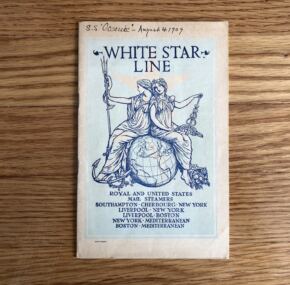 S.S "Oceanic" - August 4 1909
WHITE STAR
LINE
ROYAL AND UNITED STATES
MAIL STEAMERS
SOUTHAMPTON - CHERBOURG - NEW YORK
LIVERPOOL - NEW YORK
LIVERPOOL - BOSTON
NEW YORK - MEDITERRANEAN
BOSTON - MEDITERRANEAN